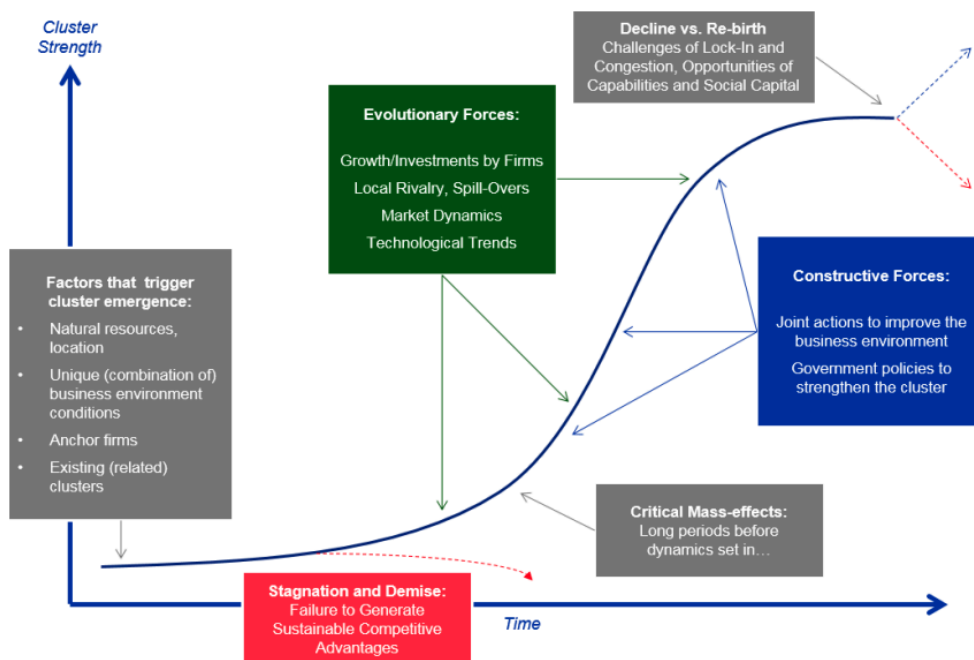 Cluster
Strength
Decline vs. Re-birth
Challenges of Lock-In and
Congestion, Opportunities of
Capabilities and Social Capital
Evolutionary Forces:
Growth/Investments by Firms
Local Rivalry, Spill-Overs
Market Dynamics
Technological Trends
Factors that trigger
cluster emergence:
• Natural resources,
location
• Unique (combination of)
business environment
conditions
• Anchor firms
• Existing (related)
clusters
Constructive Forces:
Joint actions to improve the
business environment
Government policies to
strengthen the cluster
Critical Mass-effects:
Long periods before
dynamics set in…
Stagnation and Demise:
Failure to Generate
Sustainable Competitive
Advantages
Time